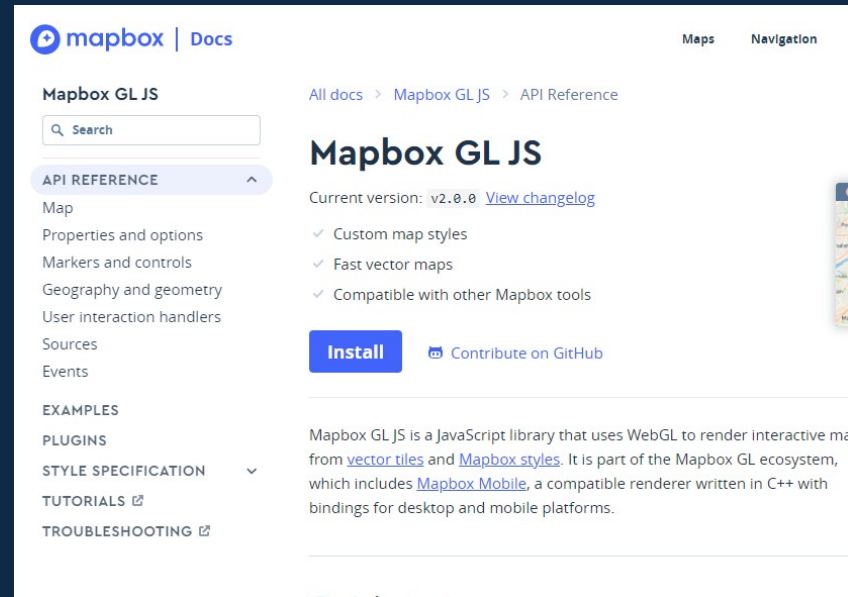 mapbox | Docs
Maps
Navigation
Mapbox GL JS
Search
API REFERENCE
Map
Properties and options
Markers and controls
Geography and geometry
User interaction handlers
Sources
Events
EXAMPLES
PLUGINS
STYLE SPECIFICATION
TUTORIALS
TROUBLESHOOTING
All docs > Mapbox GL JS > API Reference
Mapbox GL JS
Current version: v2.0.0 View changelog
Custom map styles
Fast vector maps
Compatible with other Mapbox tools
Install
Contribute on GitHub
Mapbox GL JS is a JavaScript library that uses WebGL to render interactive ma
from vector tiles and Mapbox styles. It is part of the Mapbox GL ecosystem,
which includes Mapbox Mobile, a compatible renderer written in C++ with
bindings for desktop and mobile platforms.